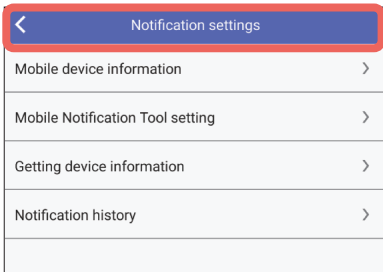 Notification settings
Mobile device information
Mobile Notification Tool setting
Getting device information
Notification history